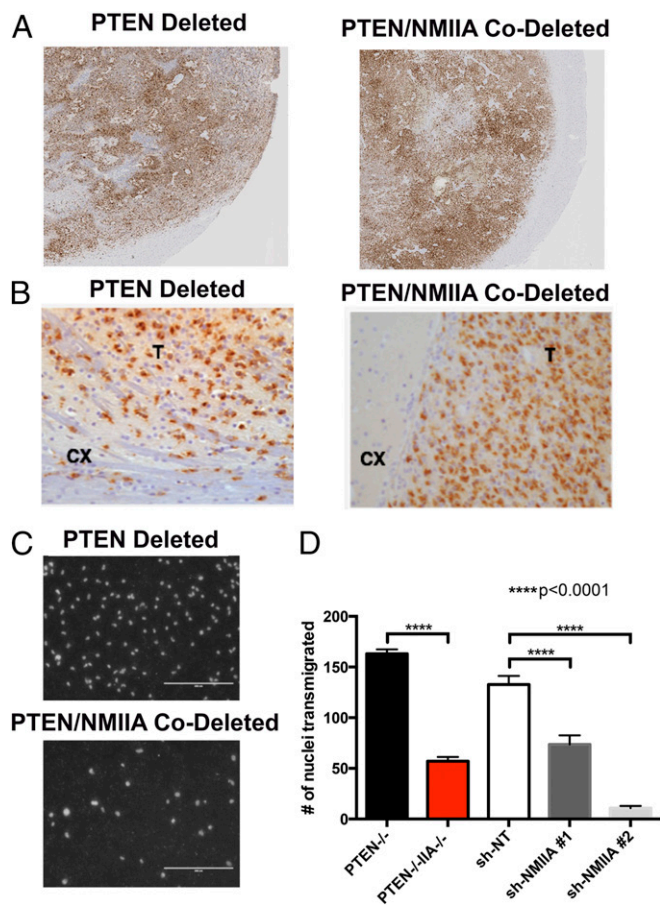 A
PTEN Deleted
PTEN/NMIIA Co-Deleted
B
PTEN Deleted
PTEN/NMIIA Co-Deleted
T
CX
T
CX
C
PTEN Deleted
PTEN/NMIIA Co-Deleted
D
****p<0.0001
****
****
****
# of nuclei transmigrated
200
150
100
50
0
PTEN-/-
PTEN-/-IIA-/-
sh-NT
sh-NMIIA #1
sh-NMIIA #2